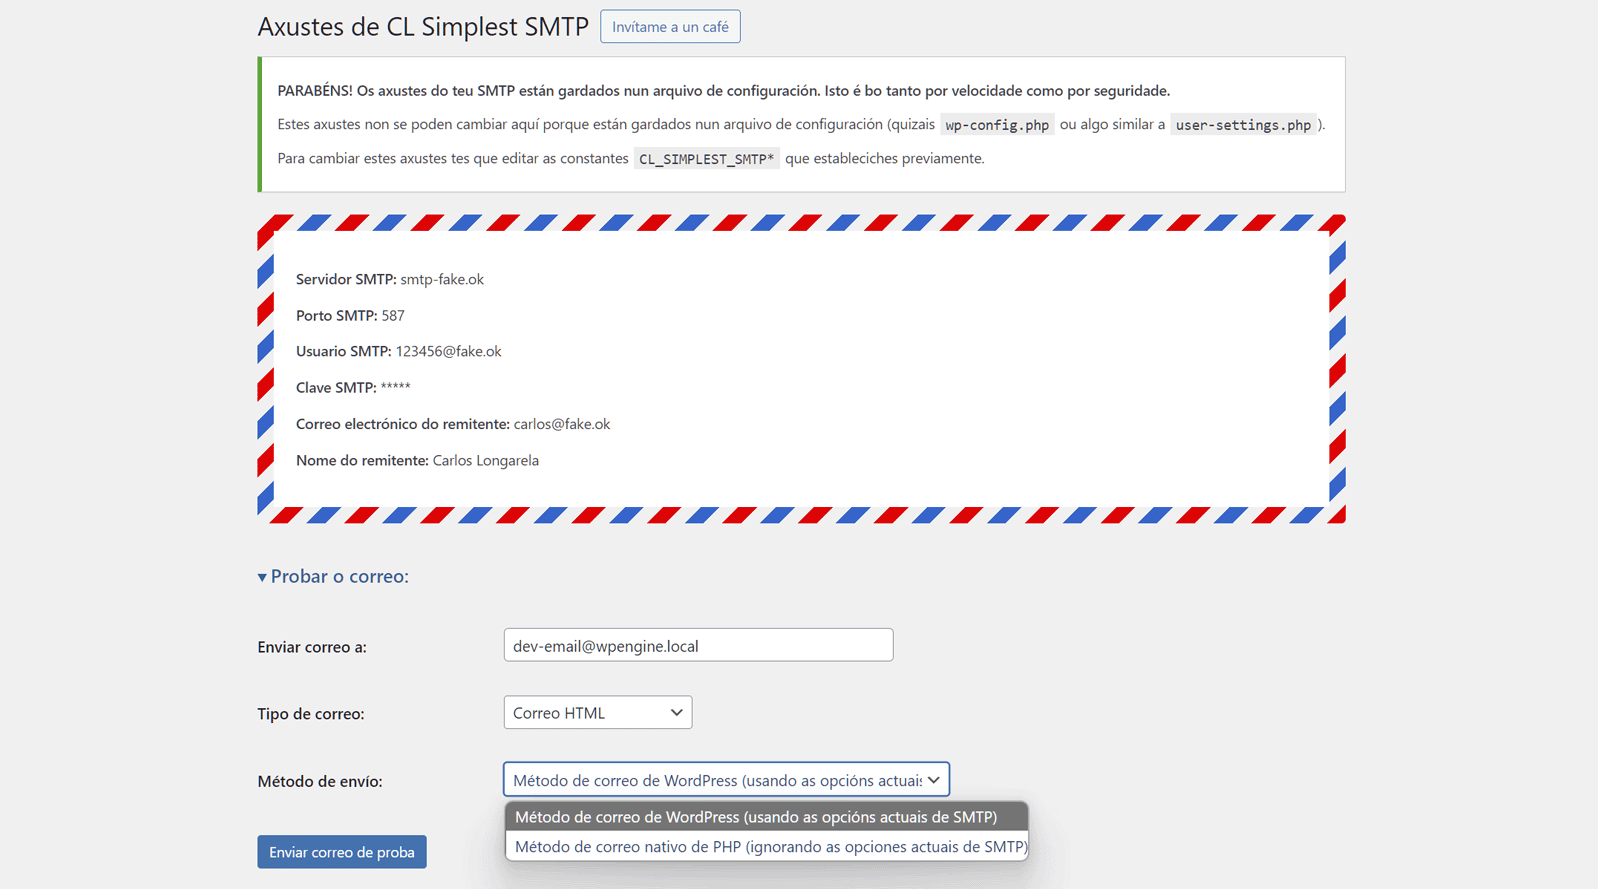 Axustes de CL Simplest SMTP
Invítame a un café
PARABÉNS! Os axustes do teu SMTP están gardados nun arquivo de configuración. Isto é bo tanto por velocidade como por seguridade.
Estes axustes non se poden cambiar aquí porque están gardados nun arquivo de configuración (quizais wp-config.php ou algo similar a user-settings.php ).
Para cambiar estes axustes tes que editar as constantes CL_SIMPLEST_SMTP* que estableciches previamente.
Servidor SMTP: smtp-fake.ok
Porto SMTP: 587
Usuario SMTP: 123456@fake.ok
Clave SMTP: *****
Correo electrónico do remitente: carlos@fake.ok
Nome do remitente: Carlos Longarela
▾ Probar o correo:
Enviar correo a: dev-email@wpengine.local
Tipo de correo: Correo HTML
Método de envío: Método de correo de WordPress (usando as opcións actuais
Método de correo de WordPress (usando as opcións actuais de SMTP)
Método de correo nativo de PHP (ignorando as opciones actuais de SMTP)
Enviar correo de proba